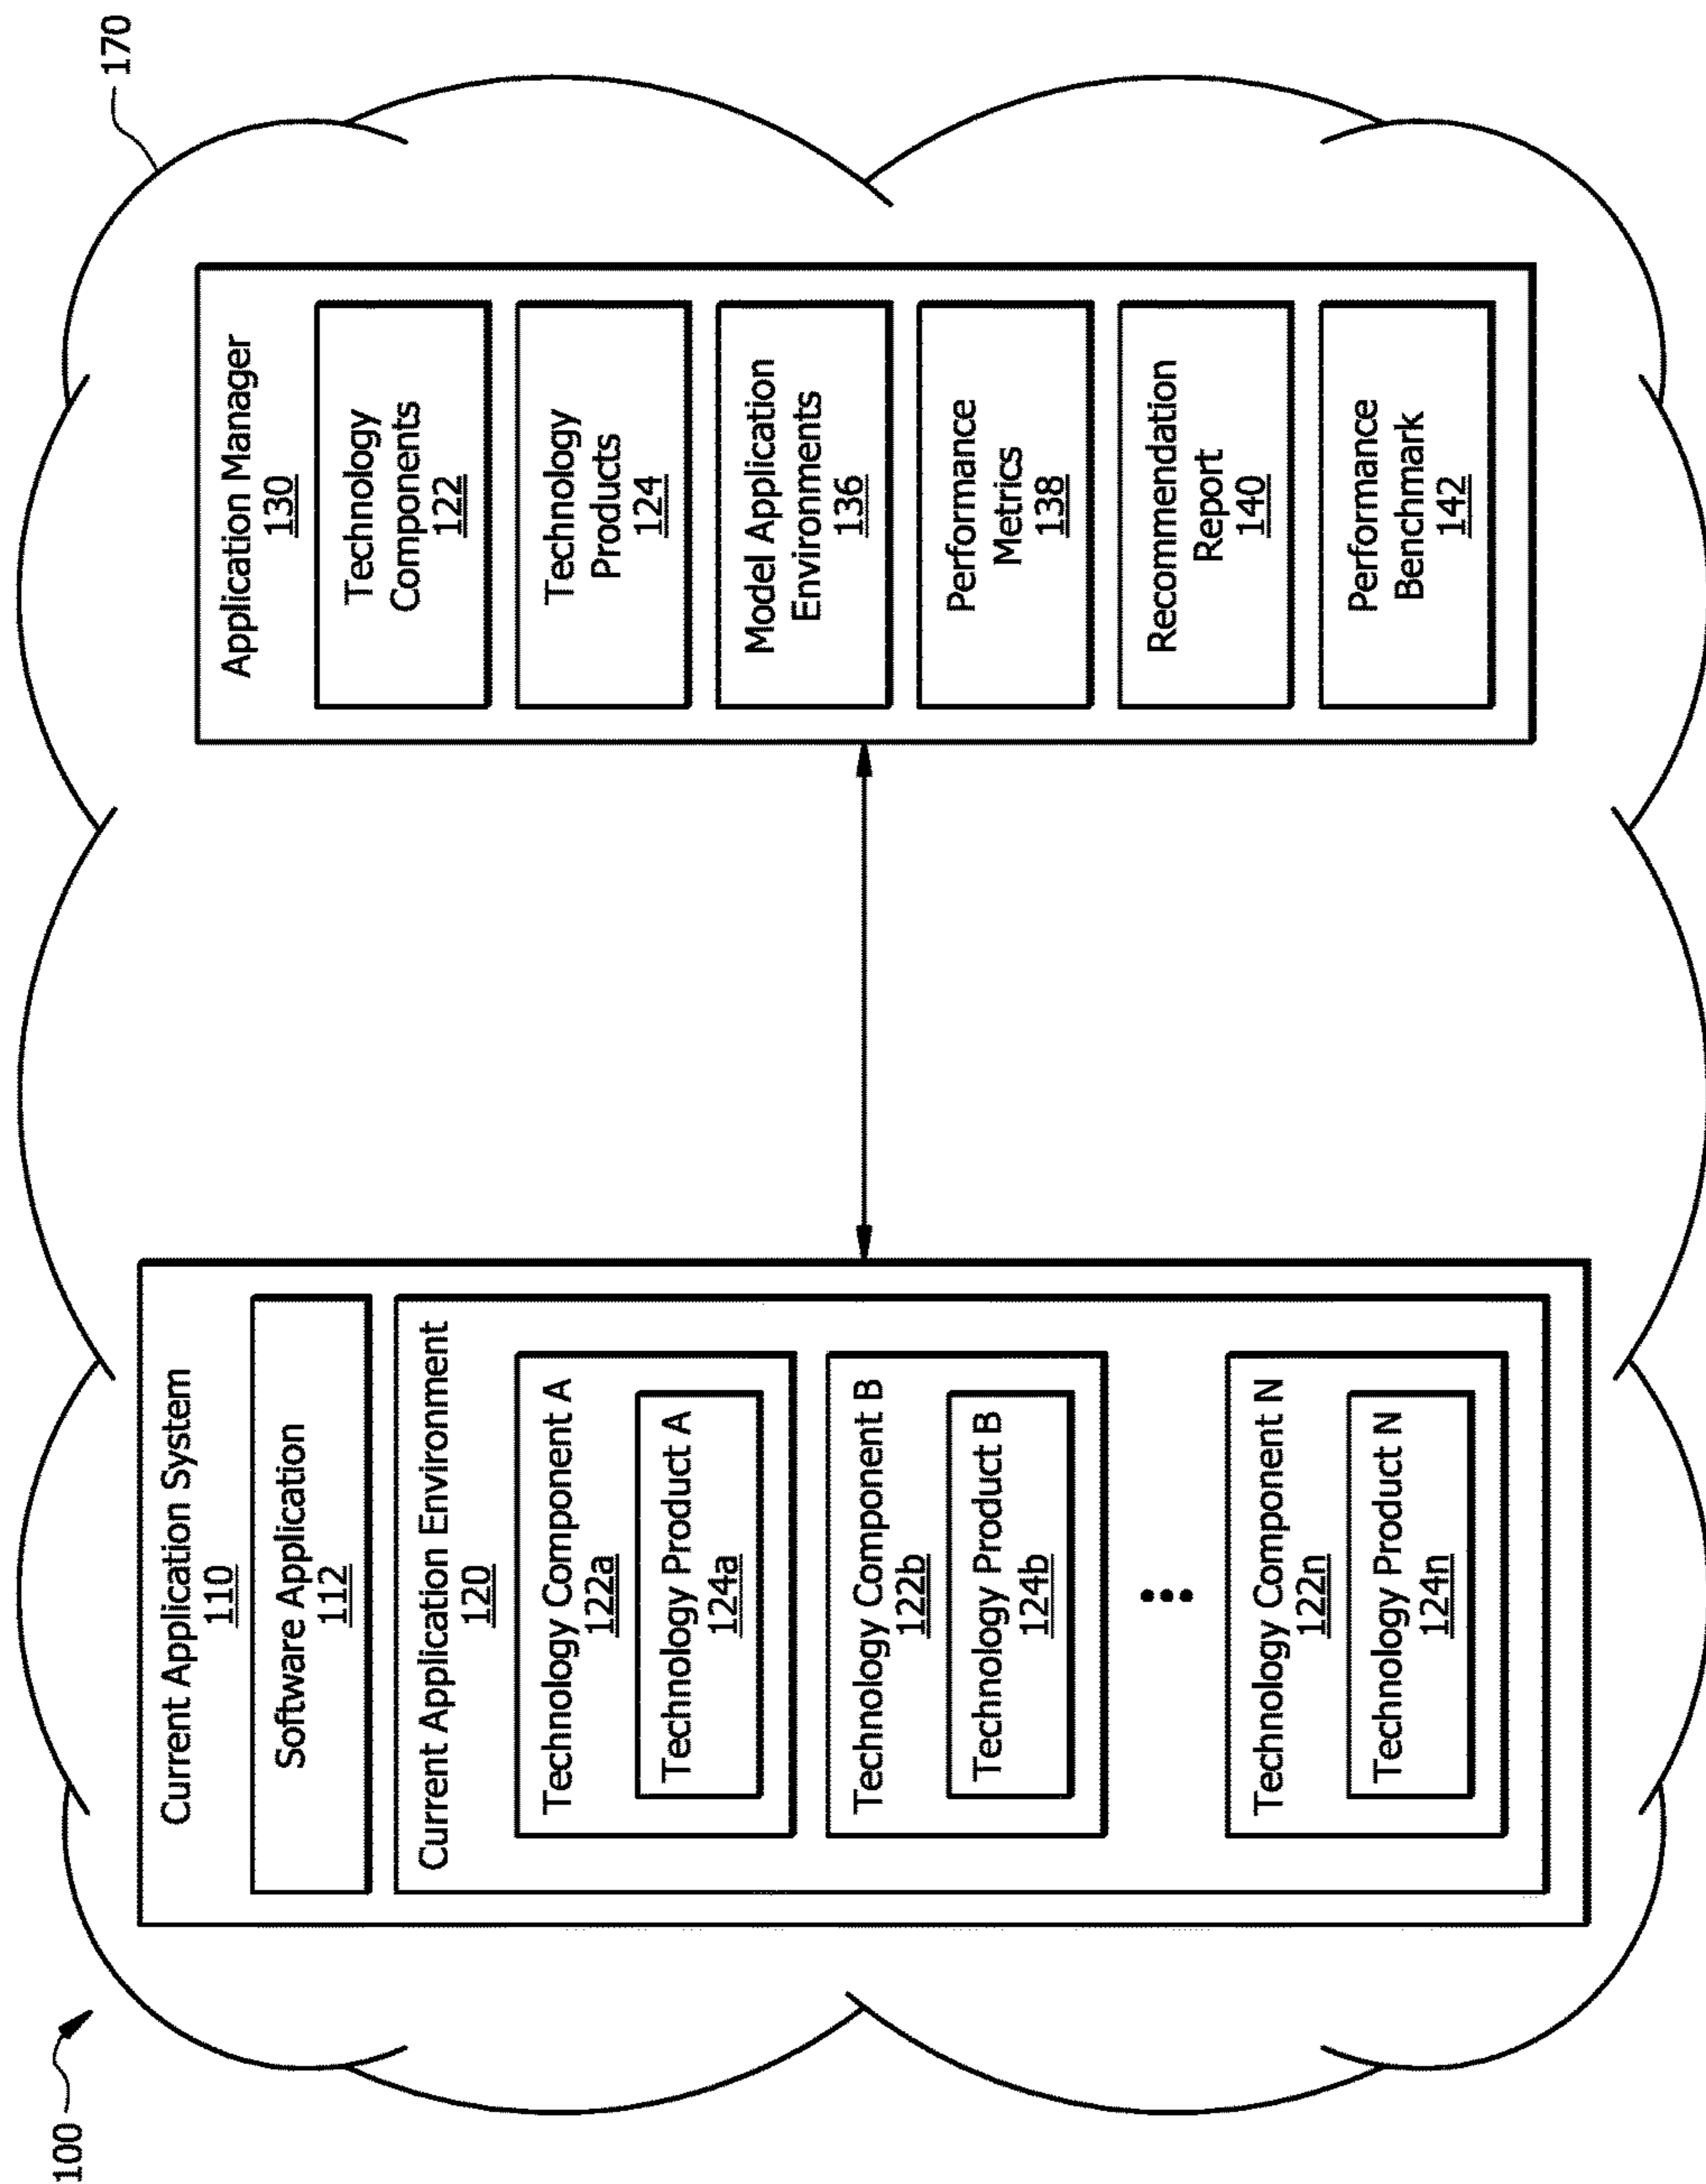 100
170
Current Application System
110
Software Application
112
Current Application Environment
120
Technology Component A
122a
Technology Product A
124a
Technology Component B
122b
Technology Product B
124b
Technology Component N
122n
Technology Product N
124n
Application Manager
130
Technology
Components
122
Technology
Products
124
Model Application
Environments
136
Performance
Metrics
138
Recommendation
Report
140
Performance
Benchmark
142